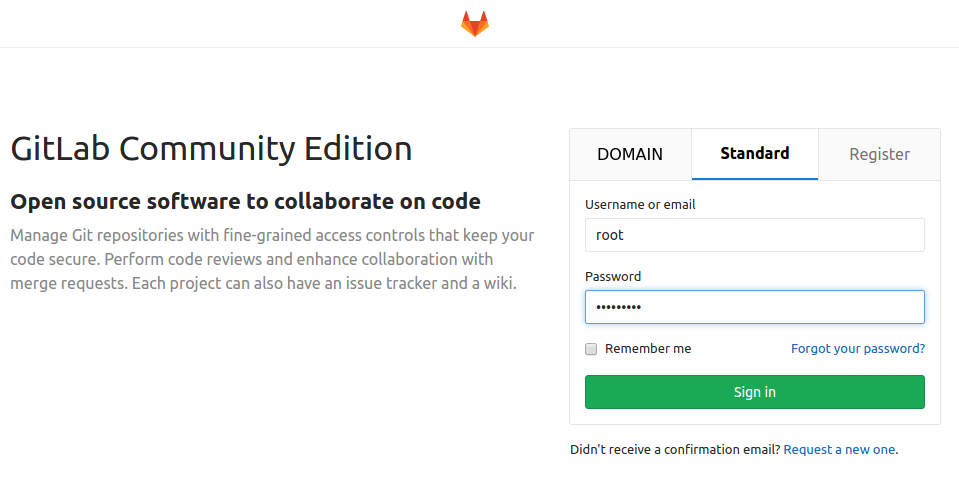 GitLab Community Edition
Open source software to collaborate on code
Manage Git repositories with fine-grained access controls that keep your
code secure. Perform code reviews and enhance collaboration with
merge requests. Each project can also have an issue tracker and a wiki.
DOMAIN Standard Register
Username or email
root
Password
•••••••••
Remember me Forgot your password?
Sign in
Didn't receive a confirmation email? Request a new one.